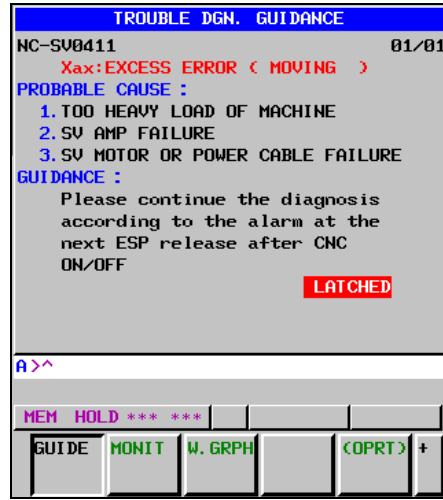 TROUBLE DGN. GUIDANCE
NC-SV0411 01/01
Xax:EXCESS ERROR ( MOVING )
PROBABLE CAUSE :
1. TOO HEAVY LOAD OF MACHINE
2. SV AMP FAILURE
3. SV MOTOR OR POWER CABLE FAILURE
GUIDANCE :
Please continue the diagnosis
according to the alarm at the
next ESP release after CNC
ON/OFF
LATCHED
A>^
MEM HOLD *** ***
GUIDE MONIT W.GRPH (OPRT) +